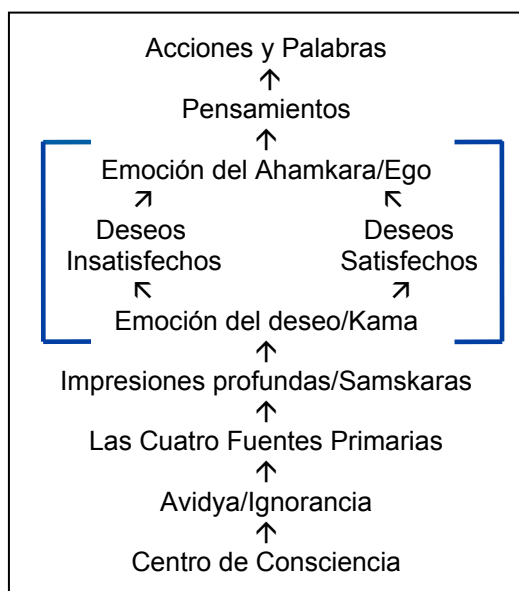 Acciones y Palabras
↑
Pensamientos
↑
Emoción del Ahamkara/Ego
↗ ↖
Deseos Deseos
Insatisfechos Satisfechos
↖ ↗
Emoción del deseo/Kama
↑
Impresiones profundas/Samskaras
↑
Las Cuatro Fuentes Primarias
↑
Avidya/Ignorancia
↑
Centro de Consciencia